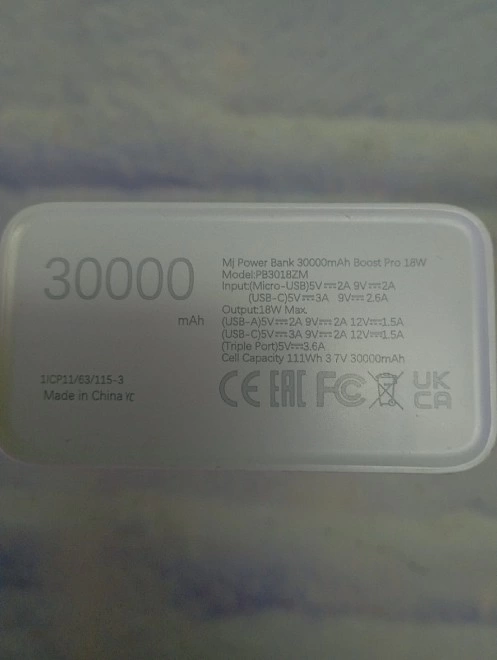 30000
mAh
1ICP11/63/115-3
Made in China YC
Mj Power Bank 30000mAh Boost Pro 18W
Model:PB3018ZM
Input:(Micro-USB)5V⎓2A 9V⎓2A
(USB-C)5V⎓3A 9V⎓2.6A
Output:18W Max.
(USB-A)5V⎓2A 9V⎓2A 12V⎓1.5A
(USB-C)5V⎓3A 9V⎓2A 12V⎓1.5A
(Triple Port)5V⎓3.6A
Cell Capacity 111Wh 3.7V 30000mAh
CE EAC FC UK
CA